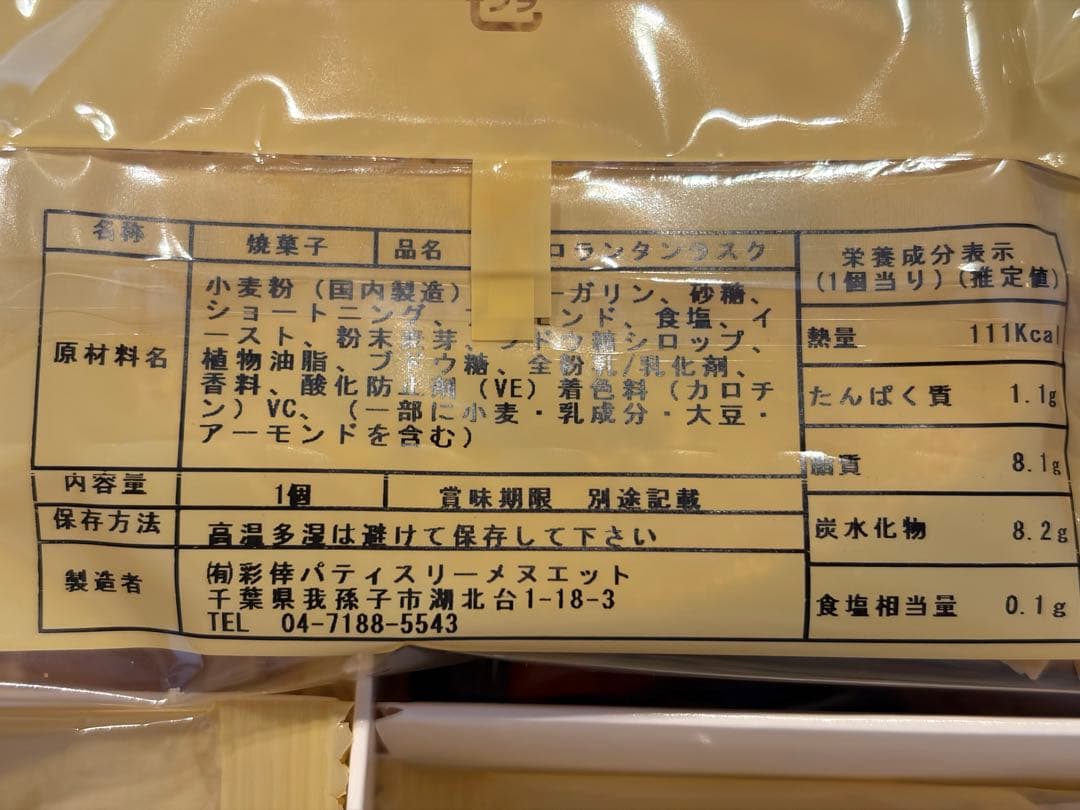 プラ
名称 焼菓子 品名 ロランタンラスク
原材料名
小麦粉(国内製造) ーガリン、砂糖、
ショートニング、 ンド、食塩、イ
ースト、粉末麦芽、ブドウ糖シロップ、
植物油脂、ブドウ糖、全粉乳/乳化剤、
香料、酸化防止剤(VE)着色料(カロチ
ン)VC、(一部に小麦・乳成分・大豆・
アーモンドを含む)
内容量 1個 賞味期限 別途記載
保存方法 高温多湿は避けて保存して下さい
製造者
㈲彩倖パティスリーメヌエット
千葉県我孫子市湖北台1-18-3
TEL 04-7188-5543
栄養成分表示
(1個当り)(推定値)
熱量 111Kcal
たんぱく質 1.1g
脂質 8.1g
炭水化物 8.2g
食塩相当量 0.1g